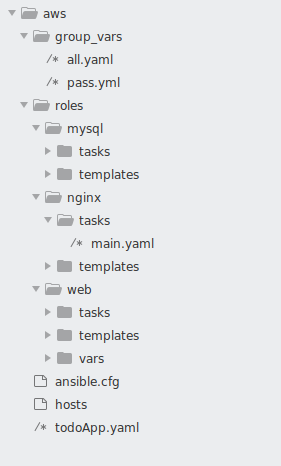 aws
group_vars
/* all.yaml
/* pass.yml
roles
mysql
tasks
templates
nginx
tasks
/* main.yaml
templates
web
tasks
templates
vars
ansible.cfg
hosts
/* todoApp.yaml